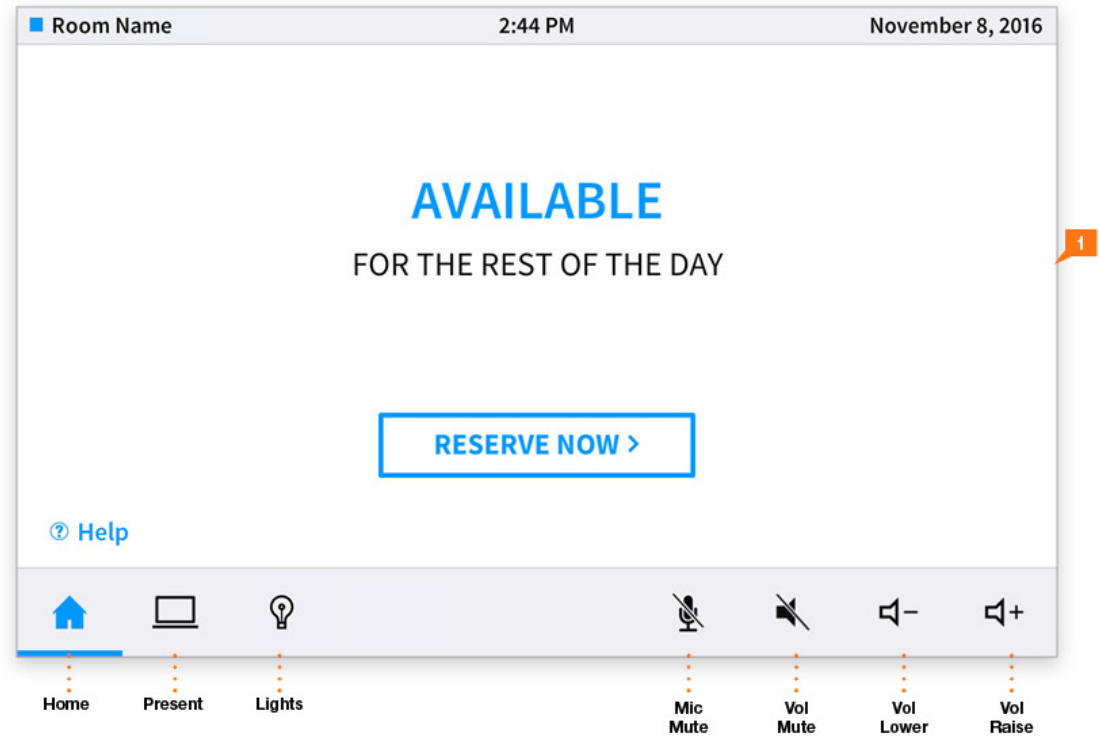 Room Name 2:44 PM November 8, 2016
AVAILABLE
FOR THE REST OF THE DAY
1
RESERVE NOW >
? Help
Home Present Lights Mic Mute Vol Mute Vol Lower Vol Raise